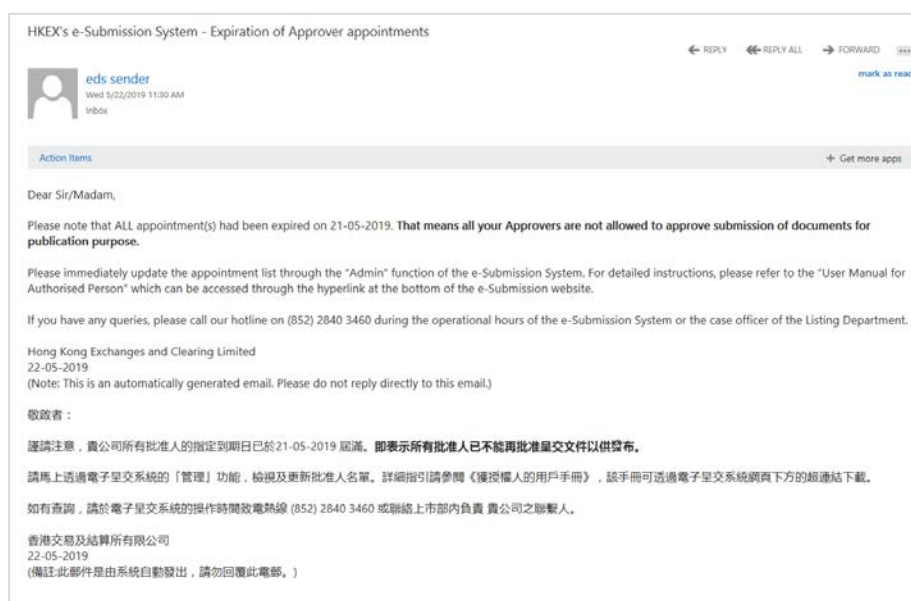 HKEX's e-Submission System - Expiration of Approver appointments
REPLY REPLY ALL FORWARD
eds sender
mark as read
Wed 5/22/2019 11:30 AM
Inbox
Action Items + Get more apps
Dear Sir/Madam,
Please note that ALL appointment(s) had been expired on 21-05-2019. That means all your Approvers are not allowed to approve submission of documents for
publication purpose.
Please immediately update the appointment list through the "Admin" function of the e-Submission System. For detailed instructions, please refer to the "User Manual for
Authorised Person" which can be accessed through the hyperlink at the bottom of the e-Submission website.
If you have any queries, please call our hotline on (852) 2840 3460 during the operational hours of the e-Submission System or the case officer of the Listing Department.
Hong Kong Exchanges and Clearing Limited
22-05-2019
(Note: This is an automatically generated email. Please do not reply directly to this email.)
敬啟者：
謹請注意，貴公司所有批准人的指定到期日已於21-05-2019 屆滿。即表示所有批准人已不能再批准呈交文件以供發布。
請馬上透過電子呈交系統的「管理」功能，檢視及更新批准人名單。詳細指引請參閱《獲授權人的用戶手冊》，該手冊可透過電子呈交系統網頁下方的超連結下載。
如有查詢，請於電子呈交系統的操作時間致電熱線 (852) 2840 3460 或聯絡上市部內負責 貴公司之聯繫人。
香港交易及結算所有限公司
22-05-2019
(備註:此郵件是由系統自動發出，請勿回覆此電郵。)